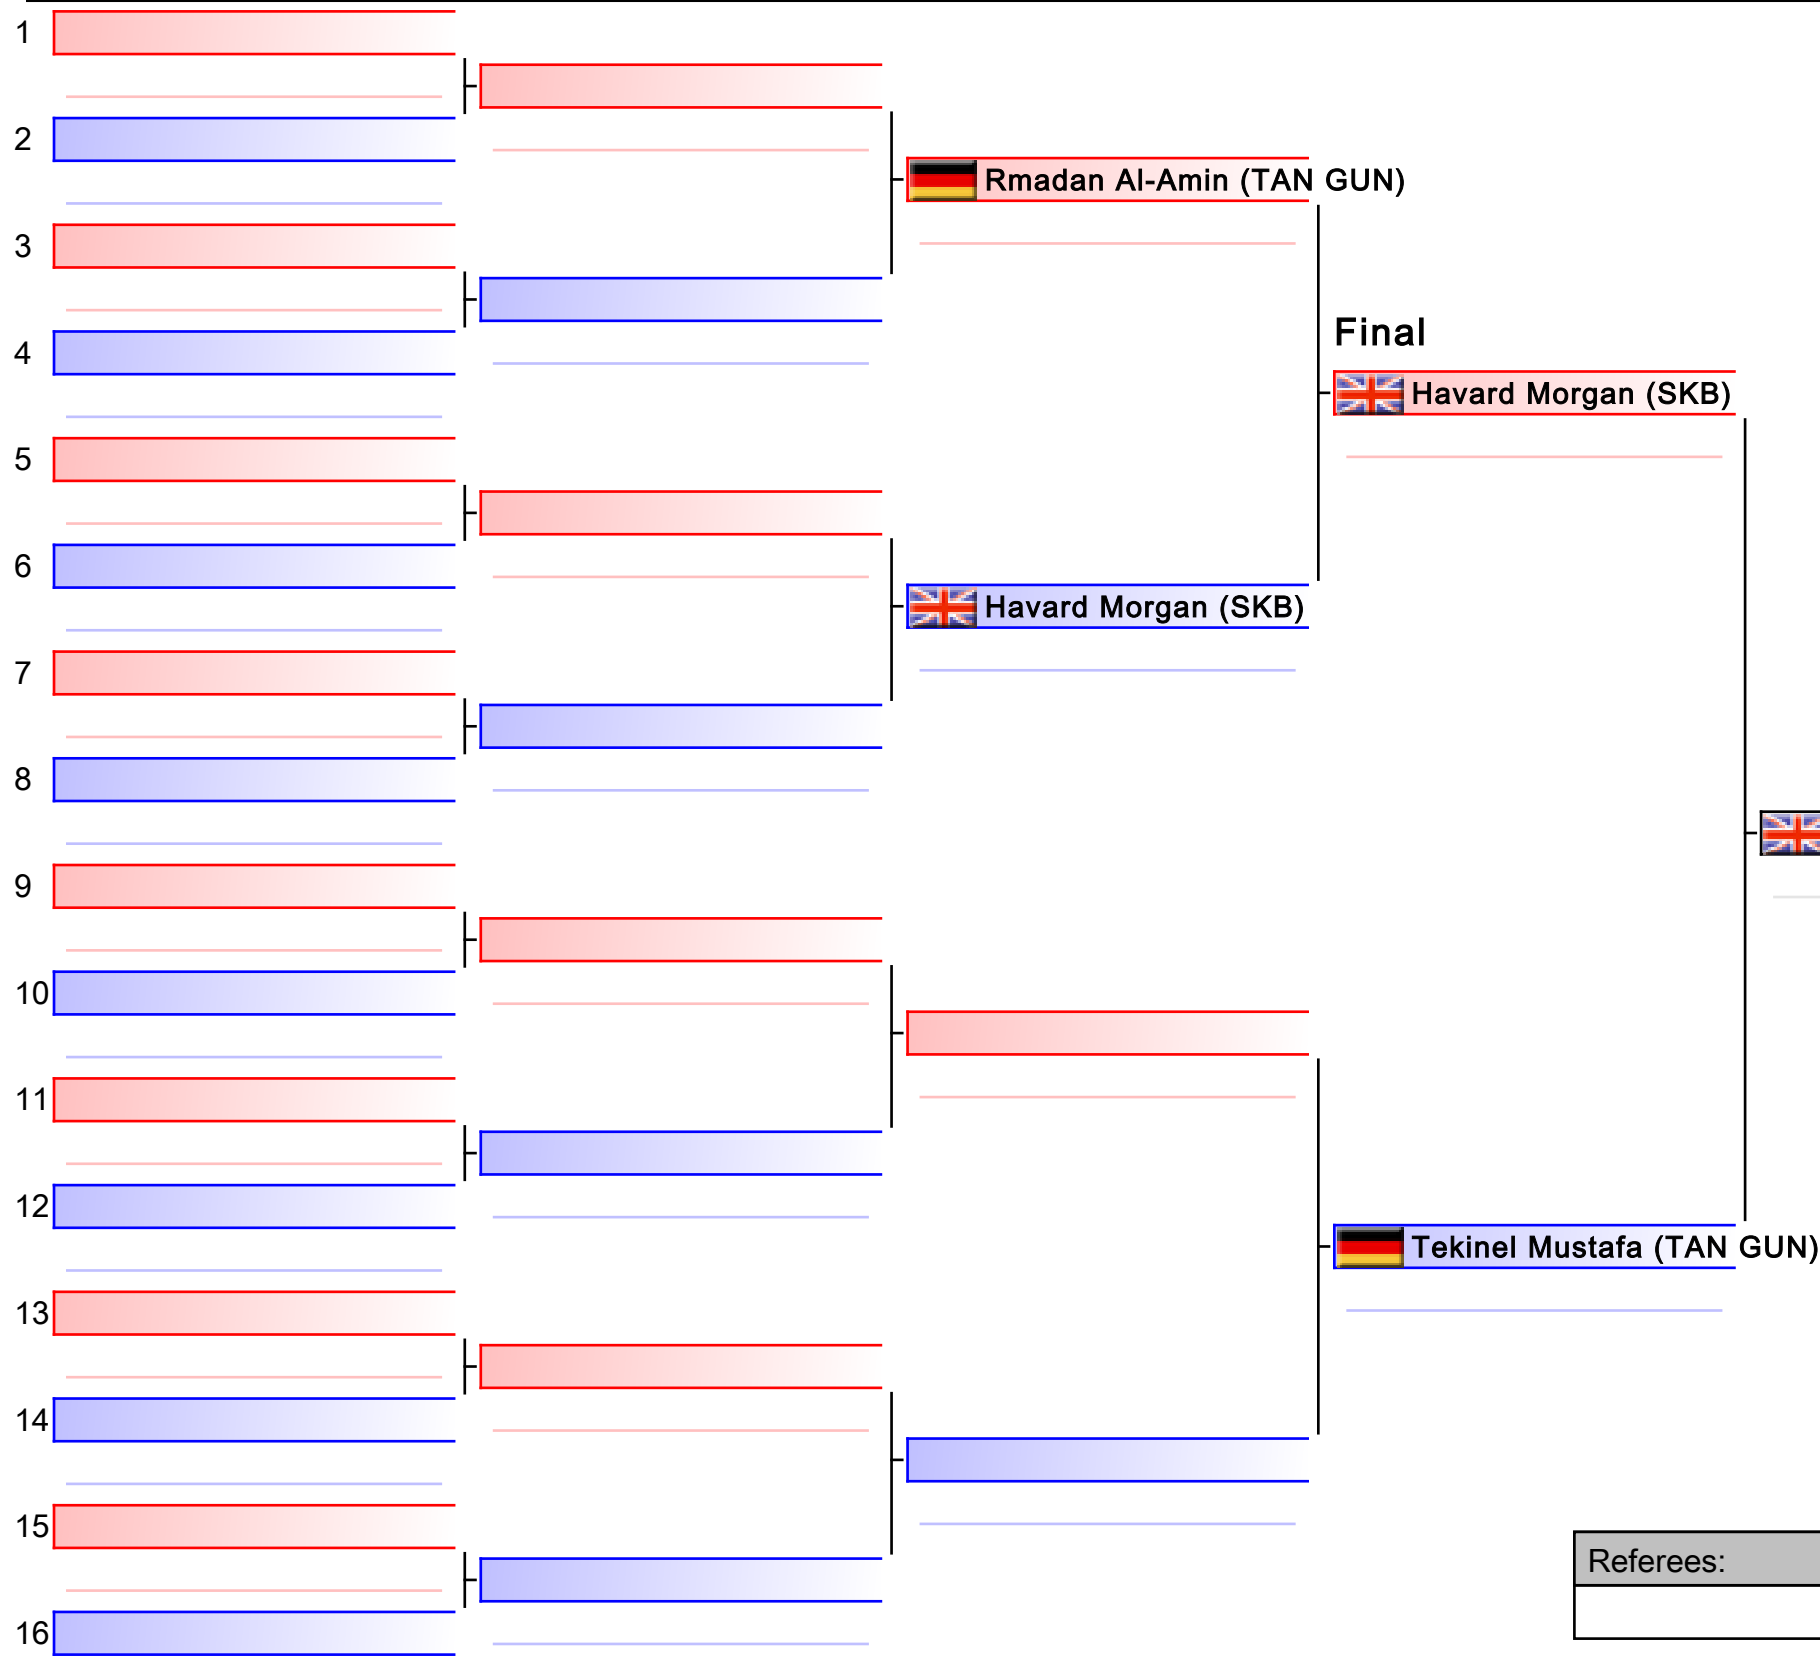 1
2
Rmadan Al-Amin (TAN GUN)
3
Final
4
Havard Morgan (SKB)
5
6
Havard Morgan (SKB)
7
8
9
10
11
12
Tekinel Mustafa (TAN GUN)
13
14
15
Referees:
16